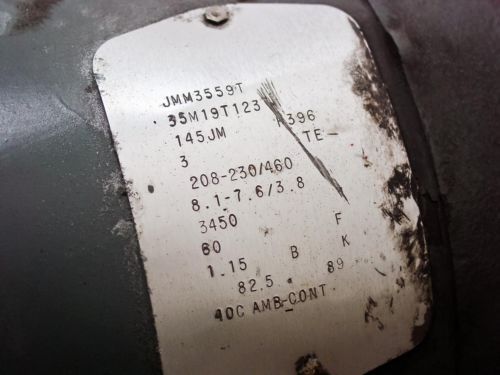 JMM3559T
35M19T123 396
145JM TE-
3
208-230/460
8.1-7.6/3.8
3450 F
60 K
1.15 B
82.5 89
40C AMB-CONT